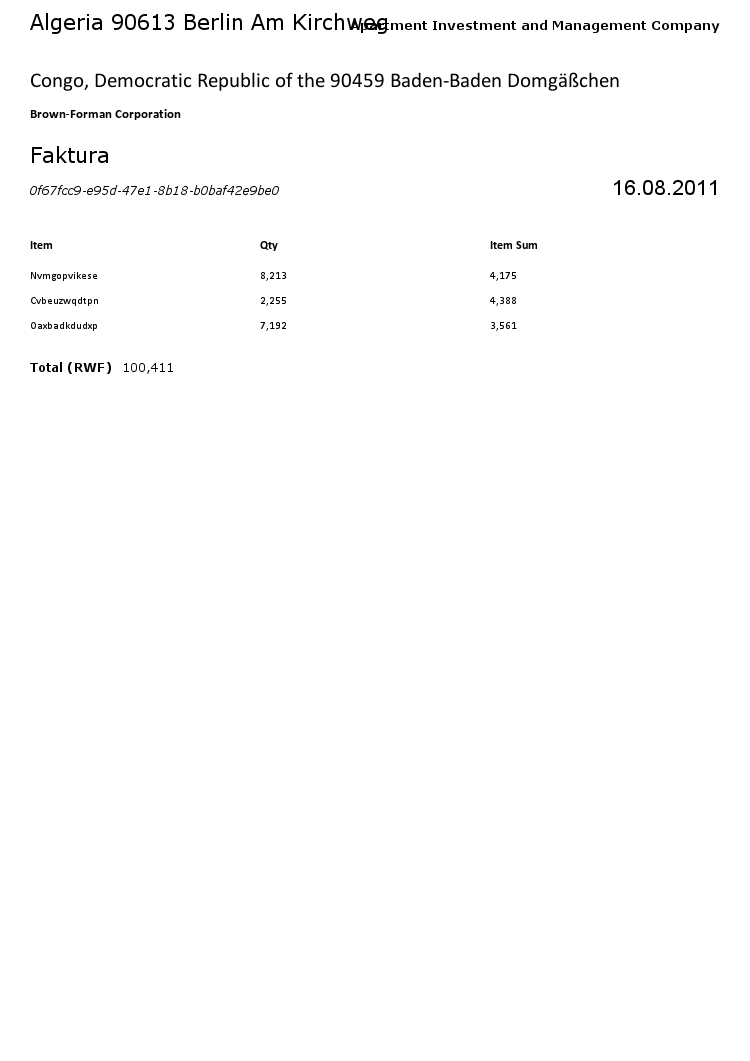 Algeria 90613 Berlin Am Kirchweg Apartment Investment and Management Company
Congo, Democratic Republic of the 90459 Baden-Baden Domgäßchen
Brown-Forman Corporation
Faktura
0f67fcc9-e95d-47e1-8b18-b0baf42e9be0 16.08.2011
Item Qty Item Sum
Nvmgopvikese 8,213 4,175
Cvbeuzwqdtpn 2,255 4,388
Oaxbadkdudxp 7,192 3,561
Total (RWF) 100,411